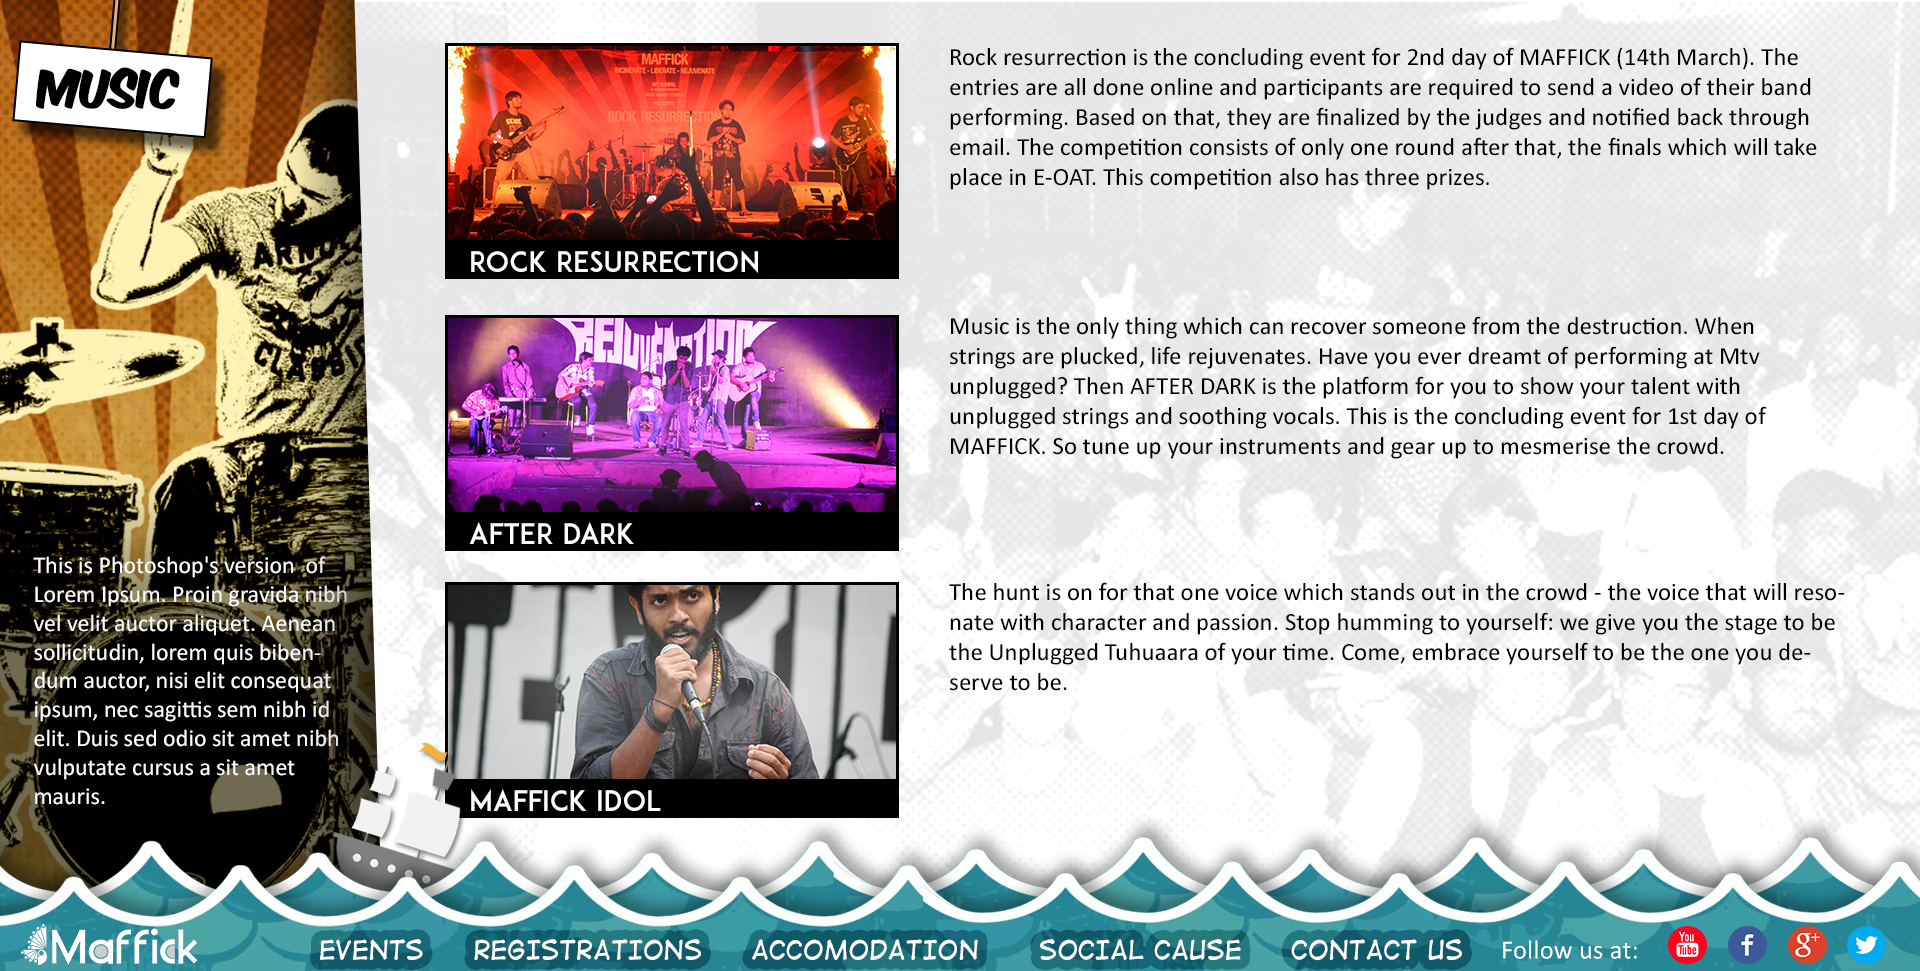 MUSIC
MAFFICK
INCINERATE - LIBERATE - REJUVENATE
ROCK RESURRECTION
ROCK RESURRECTION
Rock resurrection is the concluding event for 2nd day of MAFFICK (14th March). The
entries are all done online and participants are required to send a video of their band
performing. Based on that, they are finalized by the judges and notified back through
email. The competition consists of only one round after that, the finals which will take
place in E-OAT. This competition also has three prizes.
REJUVENATION
AFTER DARK
Music is the only thing which can recover someone from the destruction. When
strings are plucked, life rejuvenates. Have you ever dreamt of performing at Mtv
unplugged? Then AFTER DARK is the platform for you to show your talent with
unplugged strings and soothing vocals. This is the concluding event for 1st day of
MAFFICK. So tune up your instruments and gear up to mesmerise the crowd.
MAFFICK IDOL
The hunt is on for that one voice which stands out in the crowd - the voice that will reso-
nate with character and passion. Stop humming to yourself: we give you the stage to be
the Unplugged Tuhuaara of your time. Come, embrace yourself to be the one you de-
serve to be.
This is Photoshop's version of
Lorem Ipsum. Proin gravida nibh
vel velit auctor aliquet. Aenean
sollicitudin, lorem quis biben-
dum auctor, nisi elit consequat
ipsum, nec sagittis sem nibh id
elit. Duis sed odio sit amet nibh
vulputate cursus a sit amet
mauris.
Maffick
EVENTS
REGISTRATIONS
ACCOMODATION
SOCIAL CAUSE
CONTACT US
Follow us at:
You
Tube
f
g+